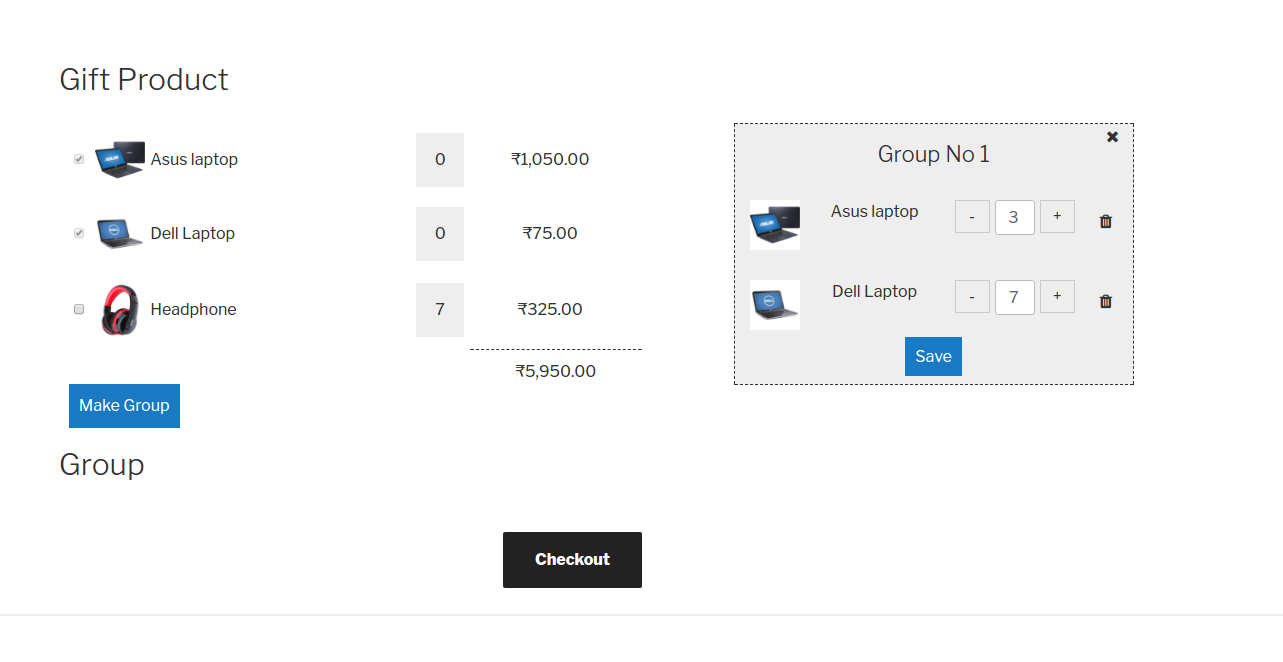 Gift Product
Asus laptop 0 ₹1,050.00
Dell Laptop 0 ₹75.00
Headphone 7 ₹325.00
₹5,950.00
Make Group
Group
Checkout
✖
Group No 1
Asus laptop - 3 +
Dell Laptop - 7 +
Save